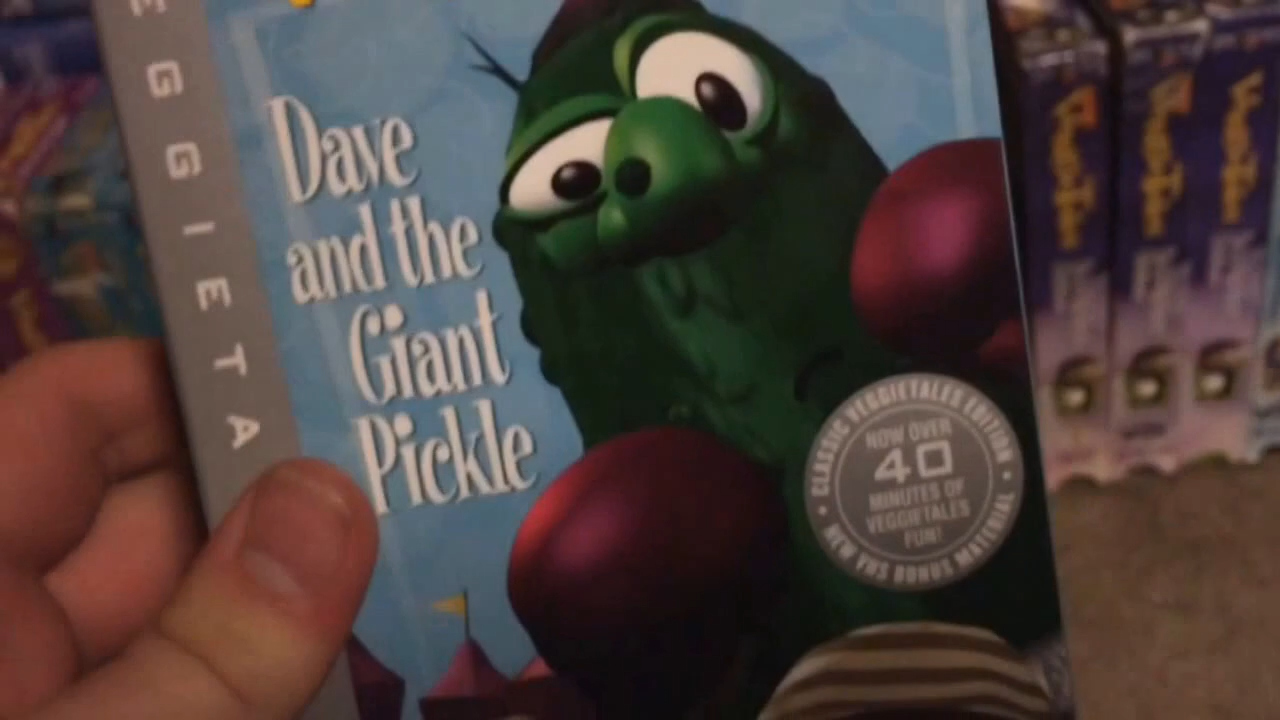 EGGIETA
Dave
and the
Giant
Pickle
CLASSIC VEGGIETALES EDITION
NOW OVER
40
MINUTES OF
VEGGIETALES
FUN!
NEW VHS BONUS MATERIAL